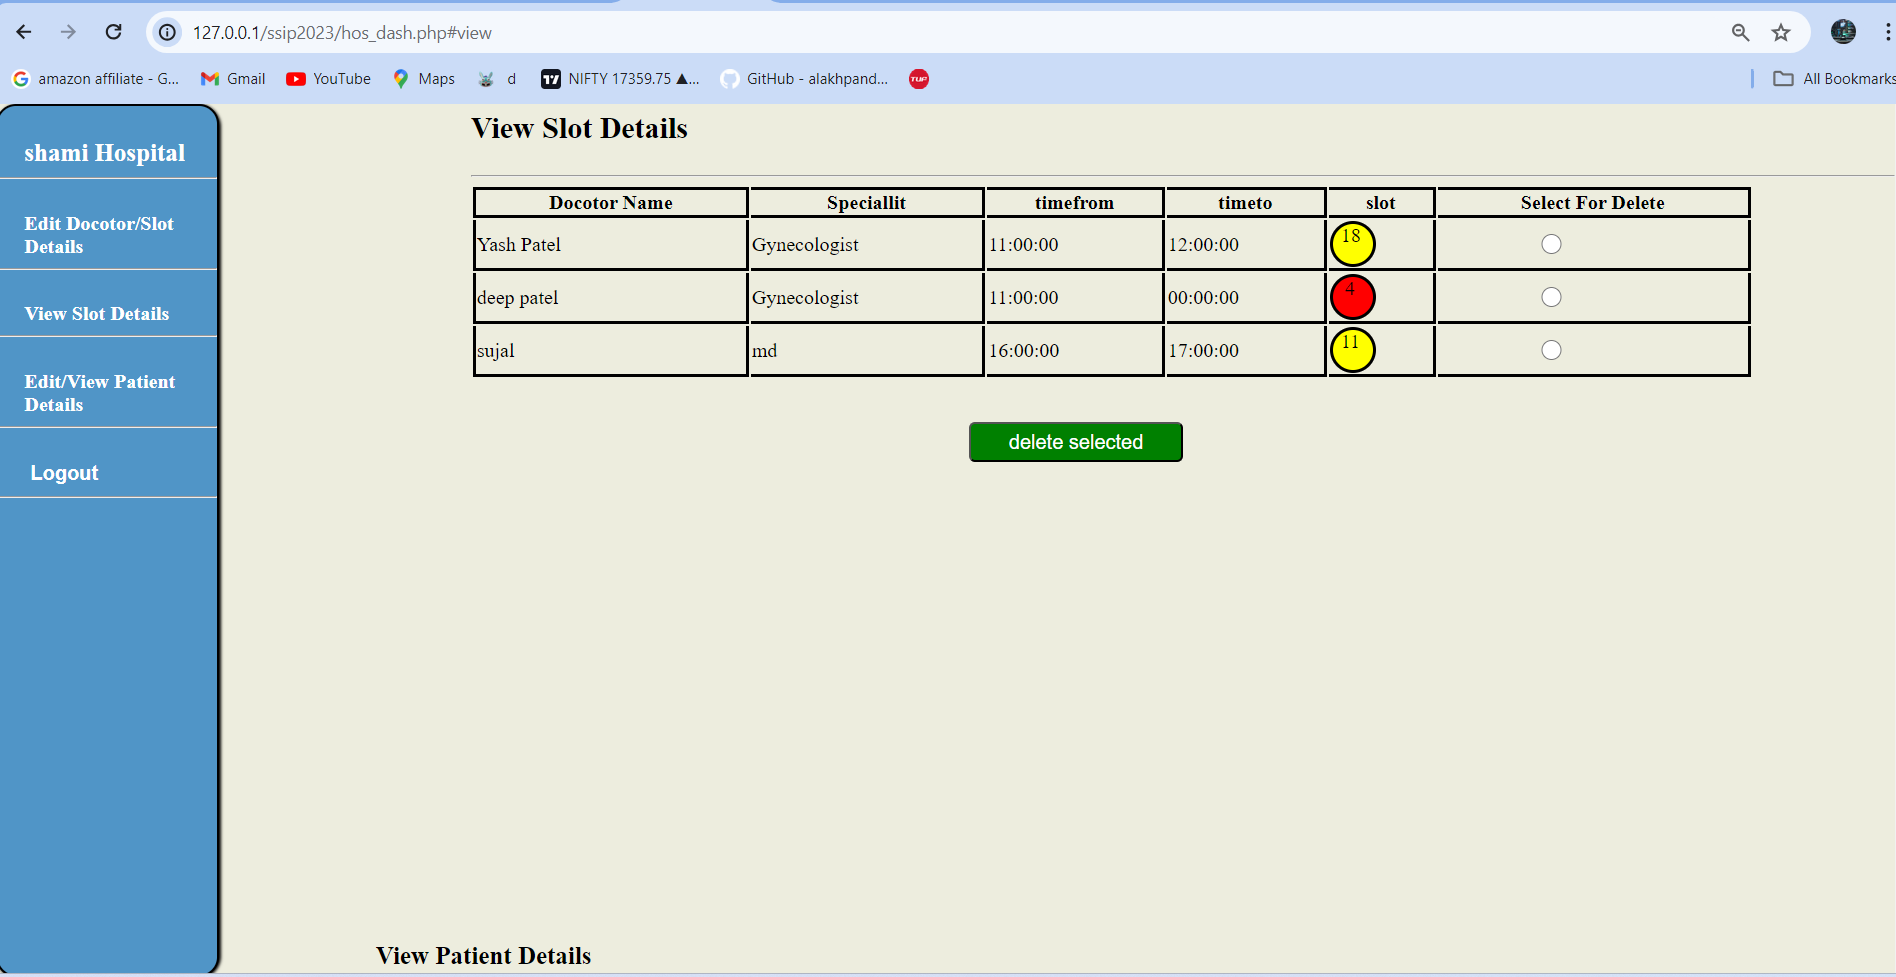 127.0.0.1/ssip2023/hos_dash.php#view
amazon affiliate - G... Gmail YouTube Maps d NIFTY 17359.75 ▲... GitHub - alakhpand... TUF All Bookmarks
shami Hospital
Edit Docotor/Slot
Details
View Slot Details
Edit/View Patient
Details
Logout
View Slot Details
Docotor Name Speciallit timefrom timeto slot Select For Delete
Yash Patel Gynecologist 11:00:00 12:00:00 18
deep patel Gynecologist 11:00:00 00:00:00 4
sujal md 16:00:00 17:00:00 11
delete selected
View Patient Details